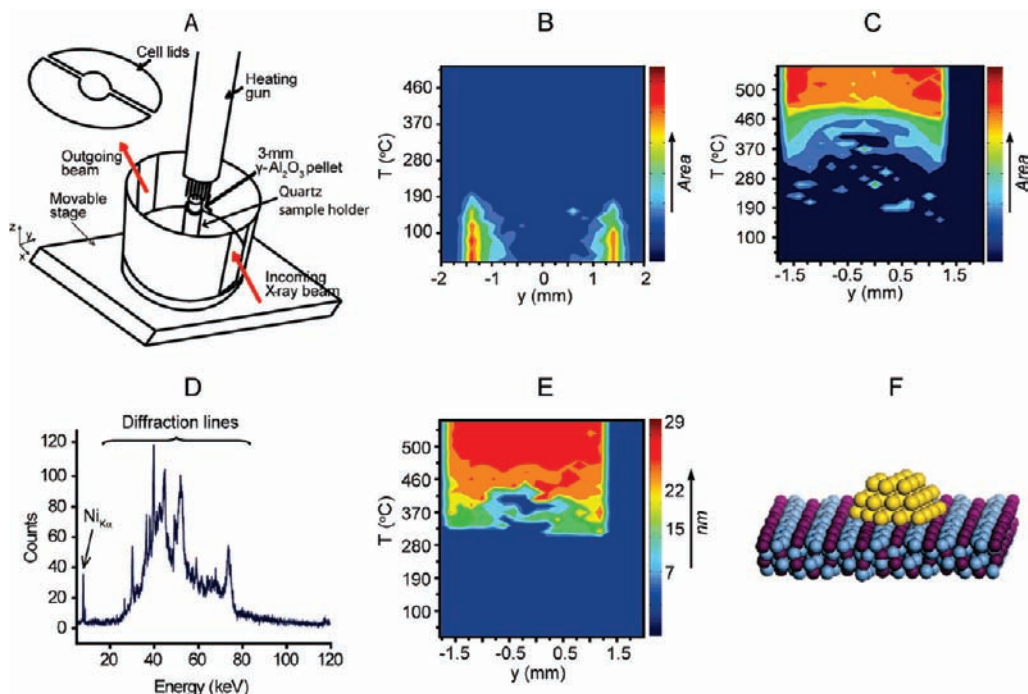 A
Cell lids
Heating
gun
Outgoing
beam
3-mm
γ-Al2O3 pellet
Movable
stage
Quartz
sample holder
z
y
x
Incoming
X-ray beam
B
T (°C)
460
370
280
190
100
-2
-1
0
1
2
y (mm)
Area
C
T (°C)
500
460
370
280
190
100
-1.5
-0.5
0.5
1.5
y (mm)
Area
D
Diffraction lines
Counts
120
100
80
60
40
20
0
NiKα
40
60
80
100
120
Energy (keV)
E
T (°C)
500
460
370
280
190
100
-1.5
-0.5
0.5
1.5
y (mm)
29
22
15
7
nm
F